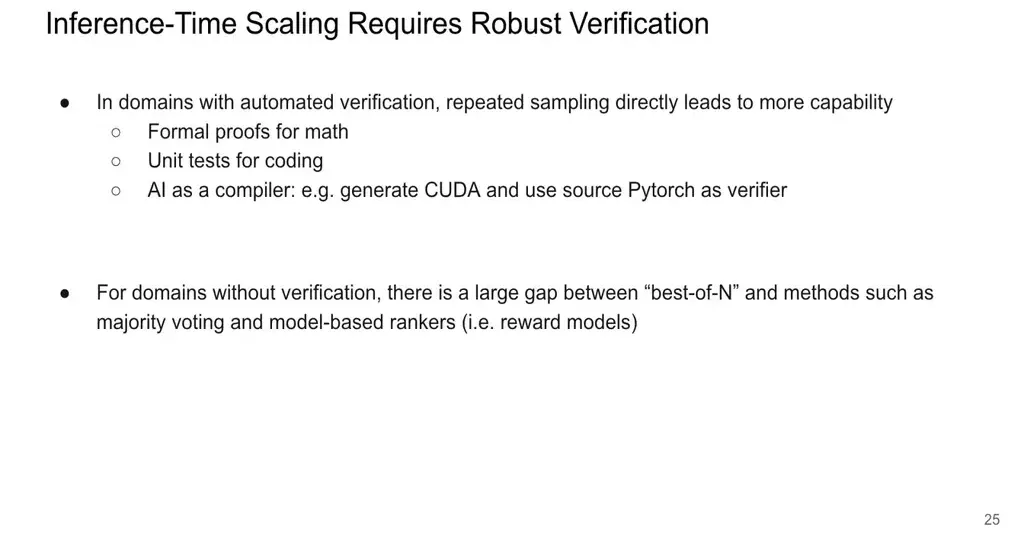 Inference-Time Scaling Requires Robust Verification
● In domains with automated verification, repeated sampling directly leads to more capability
○ Formal proofs for math
○ Unit tests for coding
○ AI as a compiler: e.g. generate CUDA and use source Pytorch as verifier
● For domains without verification, there is a large gap between “best-of-N” and methods such as
majority voting and model-based rankers (i.e. reward models)
25